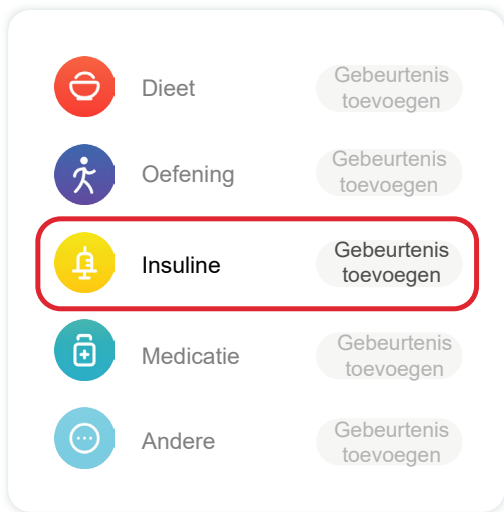 Dieet
Gebeurtenis
toevoegen
Oefening
Gebeurtenis
toevoegen
Insuline
Gebeurtenis
toevoegen
Medicatie
Gebeurtenis
toevoegen
Andere
Gebeurtenis
toevoegen